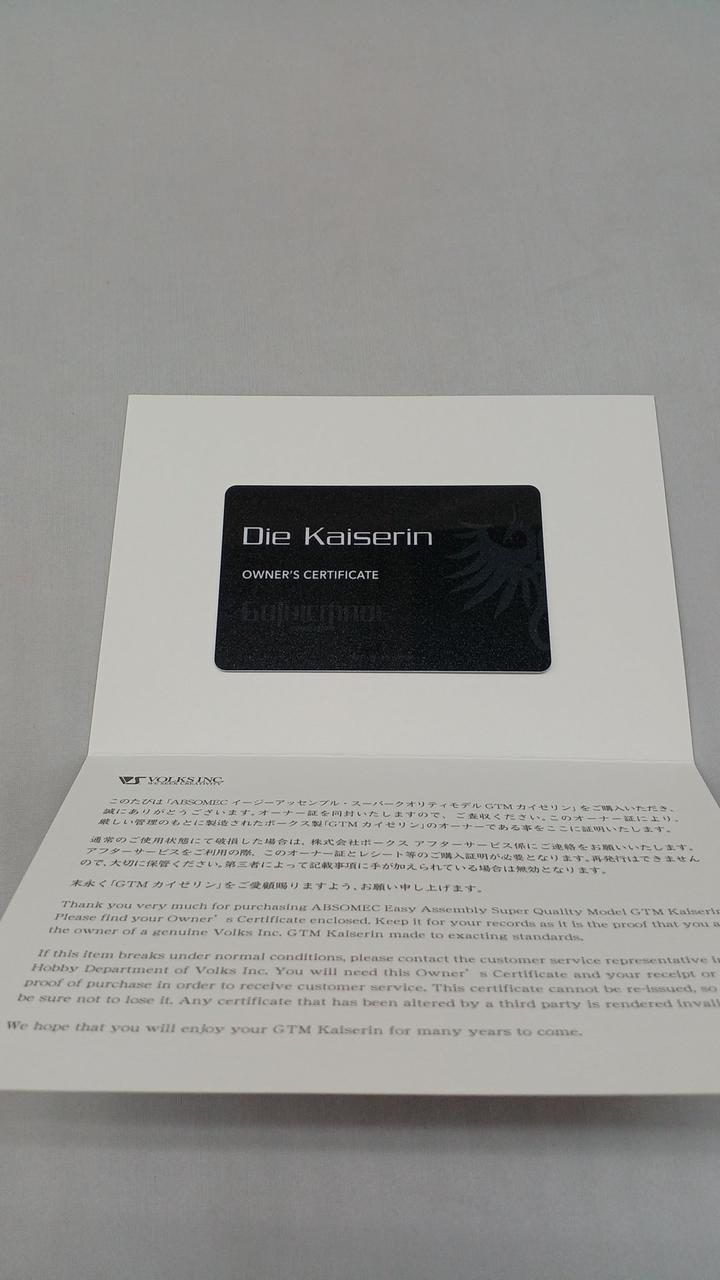 Die Kaiserin
OWNER'S CERTIFICATE
GOTHICMADE
VOLKS INC.
WE SEEK CREATIVITY
このたびは「ABSOMEC イージーアッセンブル・スーパークオリティモデル GTM カイゼリン」をご購入いただき、
誠にありがとうございます。オーナー証を同封いたしますので、ご査収ください。このオーナー証により、
厳しい管理のもとに製造されたボークス製「GTM カイゼリン」のオーナーである事をここに証明いたします。
通常のご使用状態にて破損した場合は、株式会社ボークス アフターサービス係にご連絡をお願いいたします。
アフターサービスをご利用の際、このオーナー証とレシート等のご購入証明が必要となります。再発行はできません
ので、大切に保管ください。第三者によって記載事項に手が加えられている場合は無効となります。
末永く「GTM カイゼリン」をご愛顧賜りますよう、お願い申し上げます。
Thank you very much for purchasing ABSOMEC Easy Assembly Super Quality Model GTM Kaiserin
Please find your Owner's Certificate enclosed. Keep it for your records as it is the proof that you a
the owner of a genuine Volks Inc. GTM Kaiserin made to exacting standards.
If this item breaks under normal conditions, please contact the customer service representative in
Hobby Department of Volks Inc. You will need this Owner's Certificate and your receipt or
proof of purchase in order to receive customer service. This certificate cannot be re-issued, so
be sure not to lose it. Any certificate that has been altered by a third party is rendered invali
We hope that you will enjoy your GTM Kaiserin for many years to come.